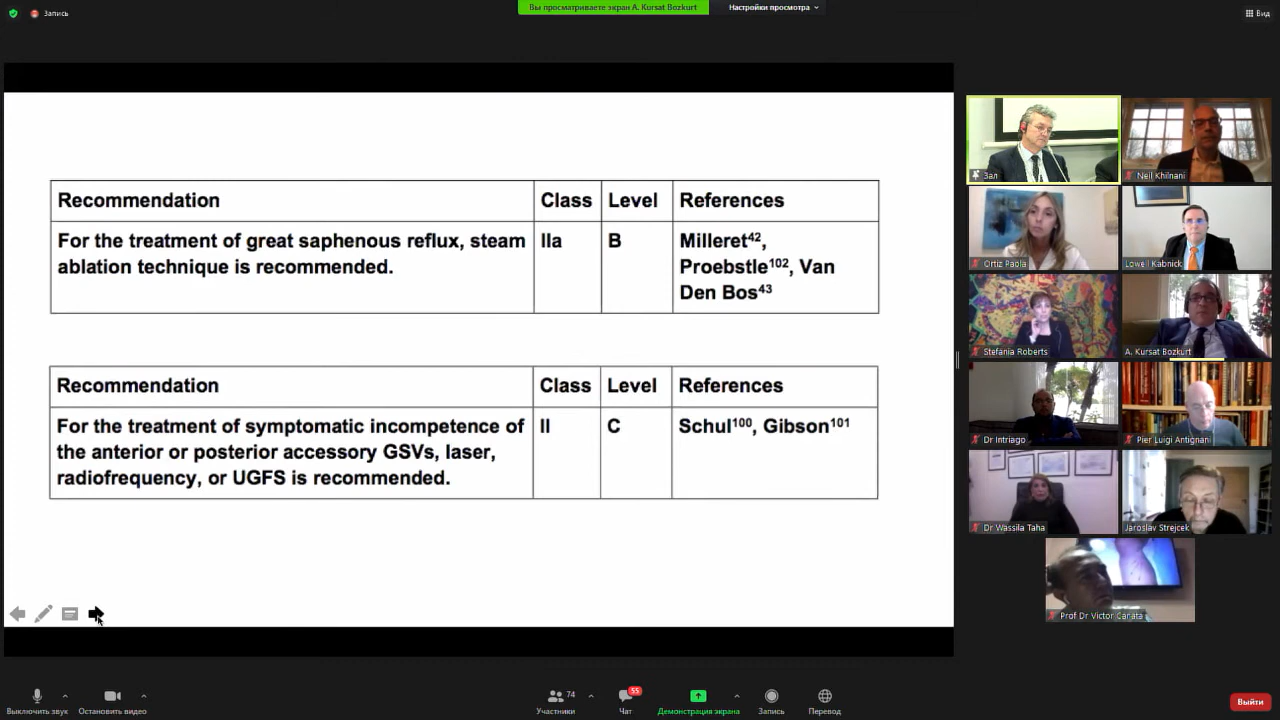 Запись
Вы просматриваете экран A. Kursat Bozkurt
Настройки просмотра
Вид
Recommendation Class Level References
For the treatment of great saphenous reflux, steam IIa B Milleret42,
ablation technique is recommended. Proebstle102, Van
Den Bos43
Recommendation Class Level References
For the treatment of symptomatic incompetence of II C Schul100, Gibson101
the anterior or posterior accessory GSVs, laser,
radiofrequency, or UGFS is recommended.
Зал
Neil Khilnani
Ortiz Paola
Lowell Kabnick
Stefania Roberts
A. Kursat Bozkurt
Dr Intriago
Pier Luigi Antignani
Dr Wassila Taha
Jaroslav Strejcek
Prof Dr Victor Canata
Выключить звук
Остановить видео
74
Участники
55
Чат
Демонстрация экрана
Запись
Перевод
Выйти